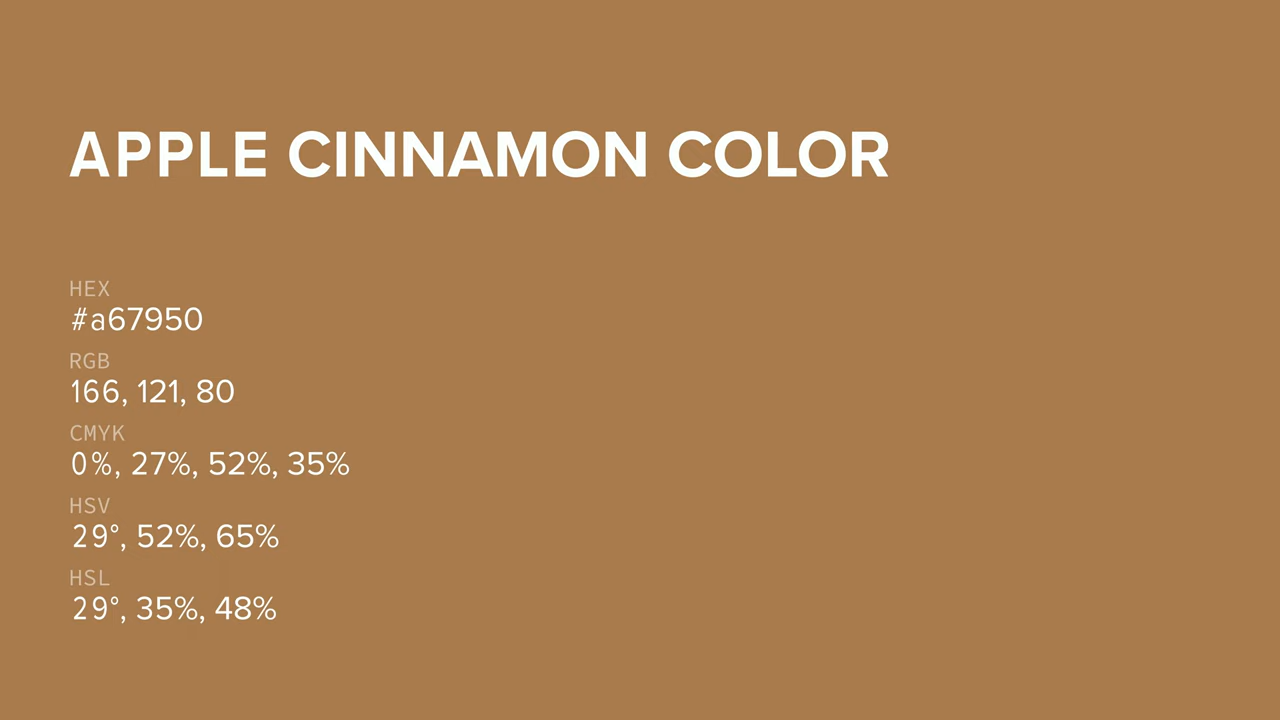 APPLE CINNAMON COLOR
HEX
#a67950
RGB
166, 121, 80
CMYK
0%, 27%, 52%, 35%
HSV
29°, 52%, 65%
HSL
29°, 35%, 48%